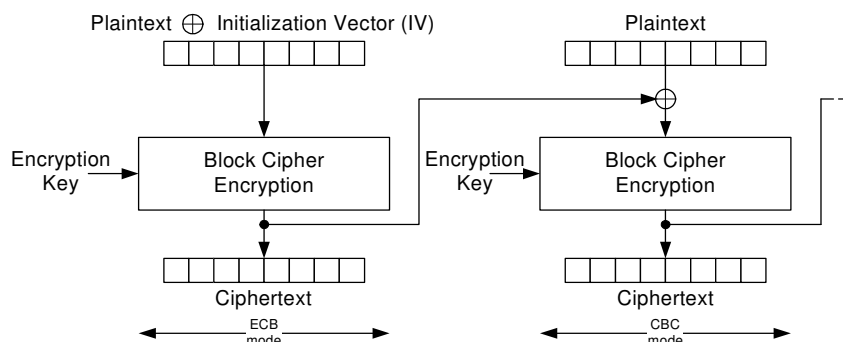 Plaintext ⊕ Initialization Vector (IV)
Plaintext
Encryption
Key
Block Cipher
Encryption
Encryption
Key
Block Cipher
Encryption
Ciphertext
Ciphertext
ECB
mode
CBC
mode